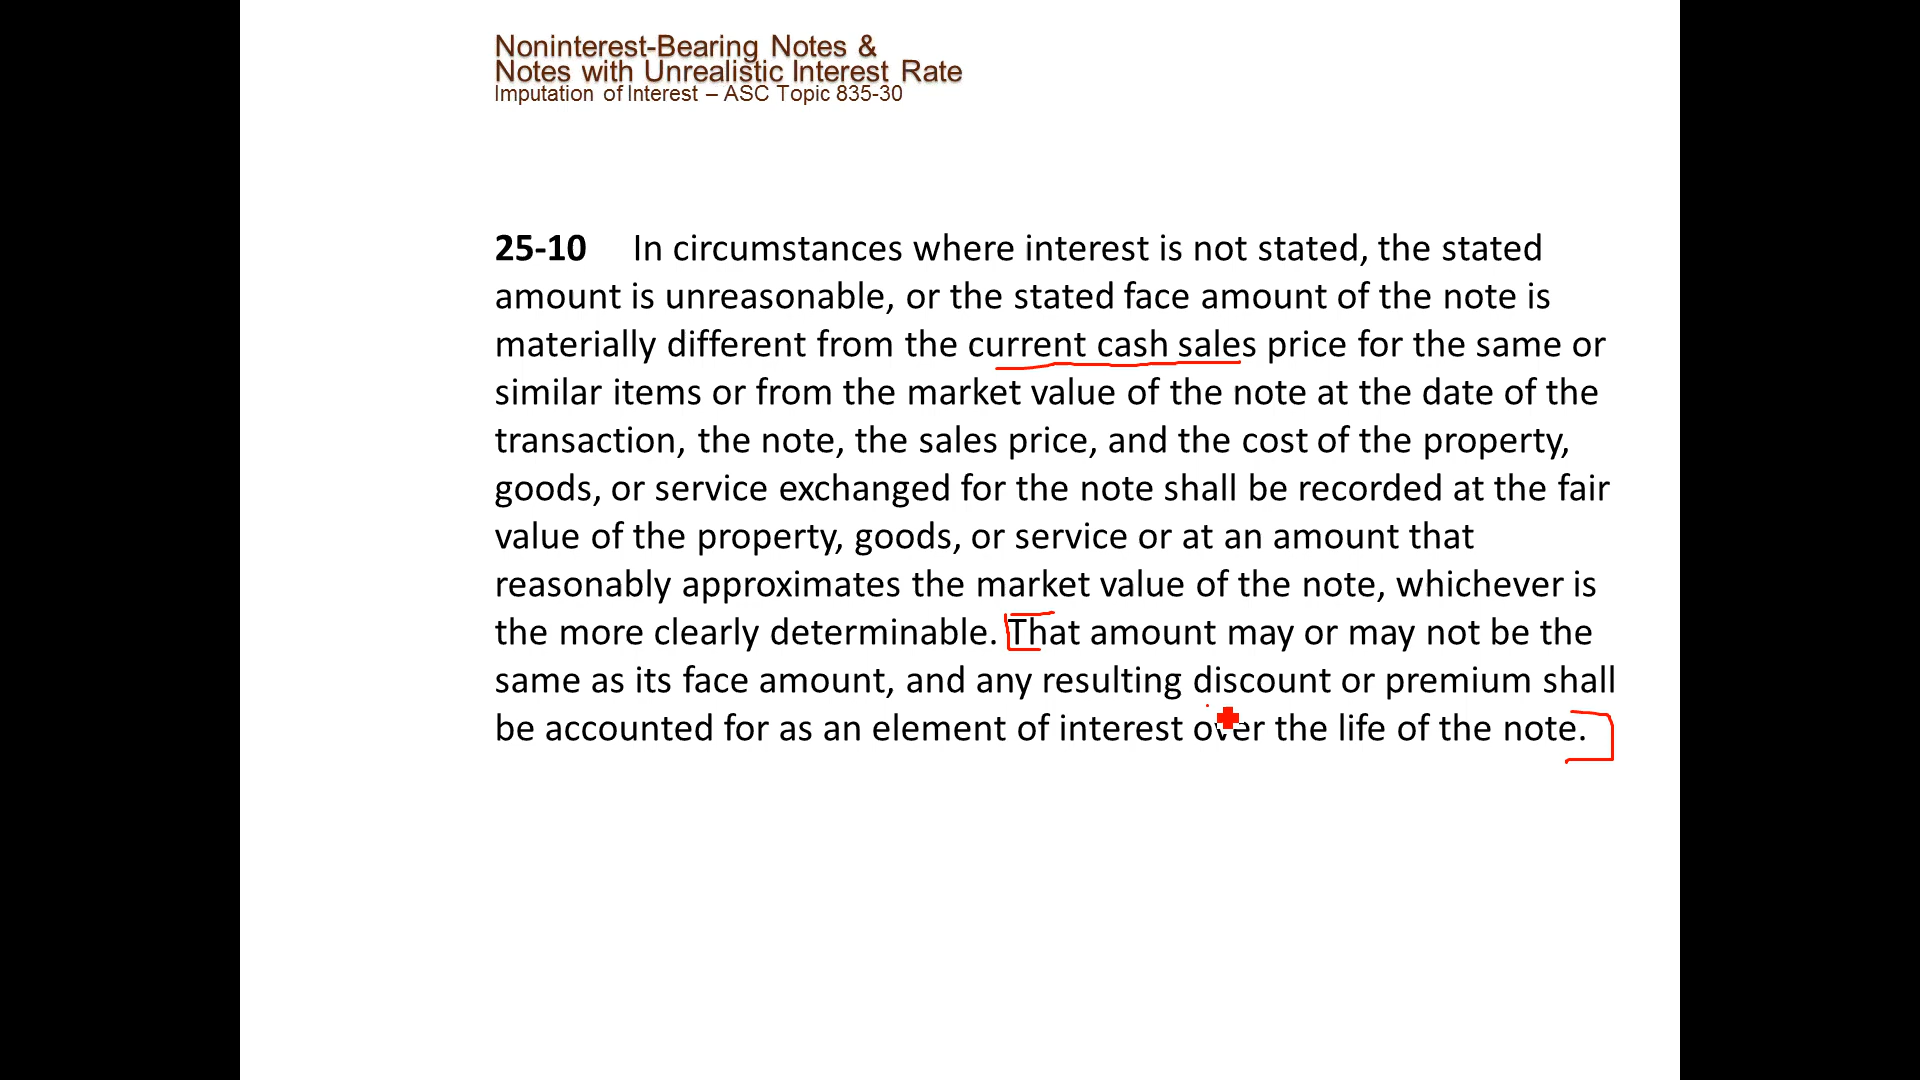 Noninterest-Bearing Notes &
Notes with Unrealistic Interest Rate
Imputation of Interest – ASC Topic 835-30
25-10 In circumstances where interest is not stated, the stated
amount is unreasonable, or the stated face amount of the note is
materially different from the current cash sales price for the same or
similar items or from the market value of the note at the date of the
transaction, the note, the sales price, and the cost of the property,
goods, or service exchanged for the note shall be recorded at the fair
value of the property, goods, or service or at an amount that
reasonably approximates the market value of the note, whichever is
the more clearly determinable. That amount may or may not be the
same as its face amount, and any resulting discount or premium shall
be accounted for as an element of interest over the life of the note.